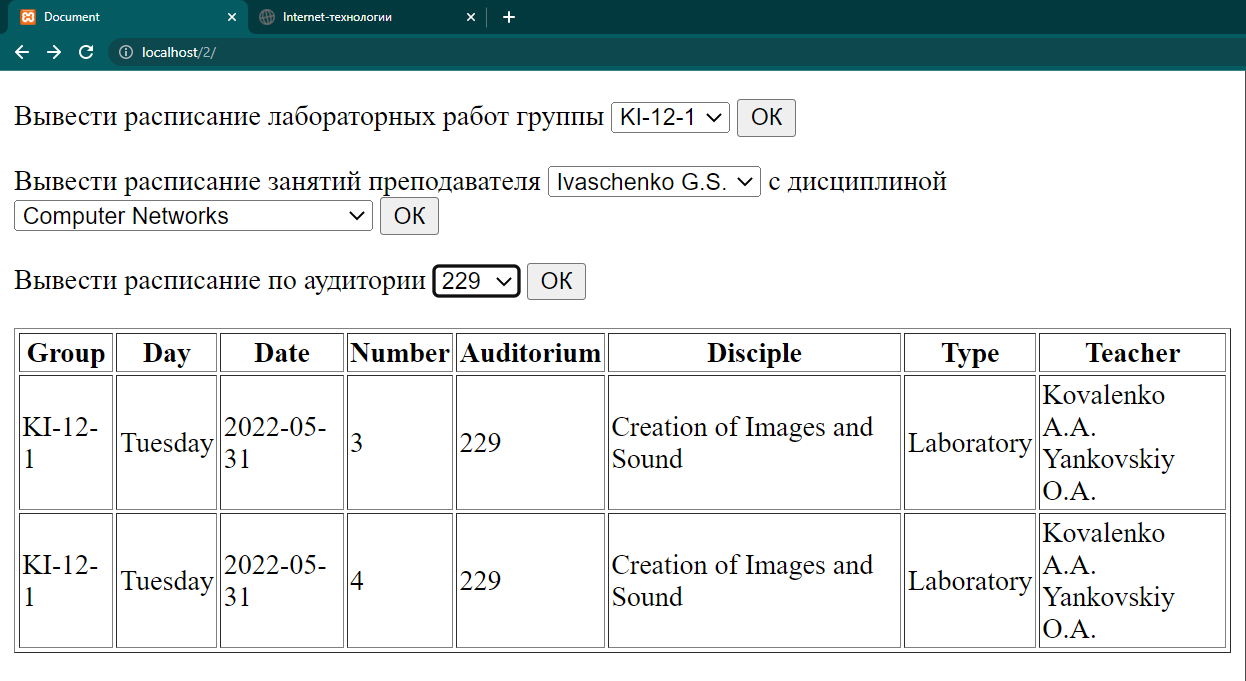 Document
Internet-технологии
localhost/2/
Вывести расписание лабораторных работ группы KI-12-1 ОК
Вывести расписание занятий преподавателя Ivaschenko G.S. с дисциплиной
Computer Networks ОК
Вывести расписание по аудитории 229 ОК
Group Day Date Number Auditorium Disciple Type Teacher
KI-12-
1
Tuesday
2022-05-
31
3
229
Creation of Images and
Sound
Laboratory
Kovalenko
A.A.
Yankovskiy
O.A.
KI-12-
1
Tuesday
2022-05-
31
4
229
Creation of Images and
Sound
Laboratory
Kovalenko
A.A.
Yankovskiy
O.A.